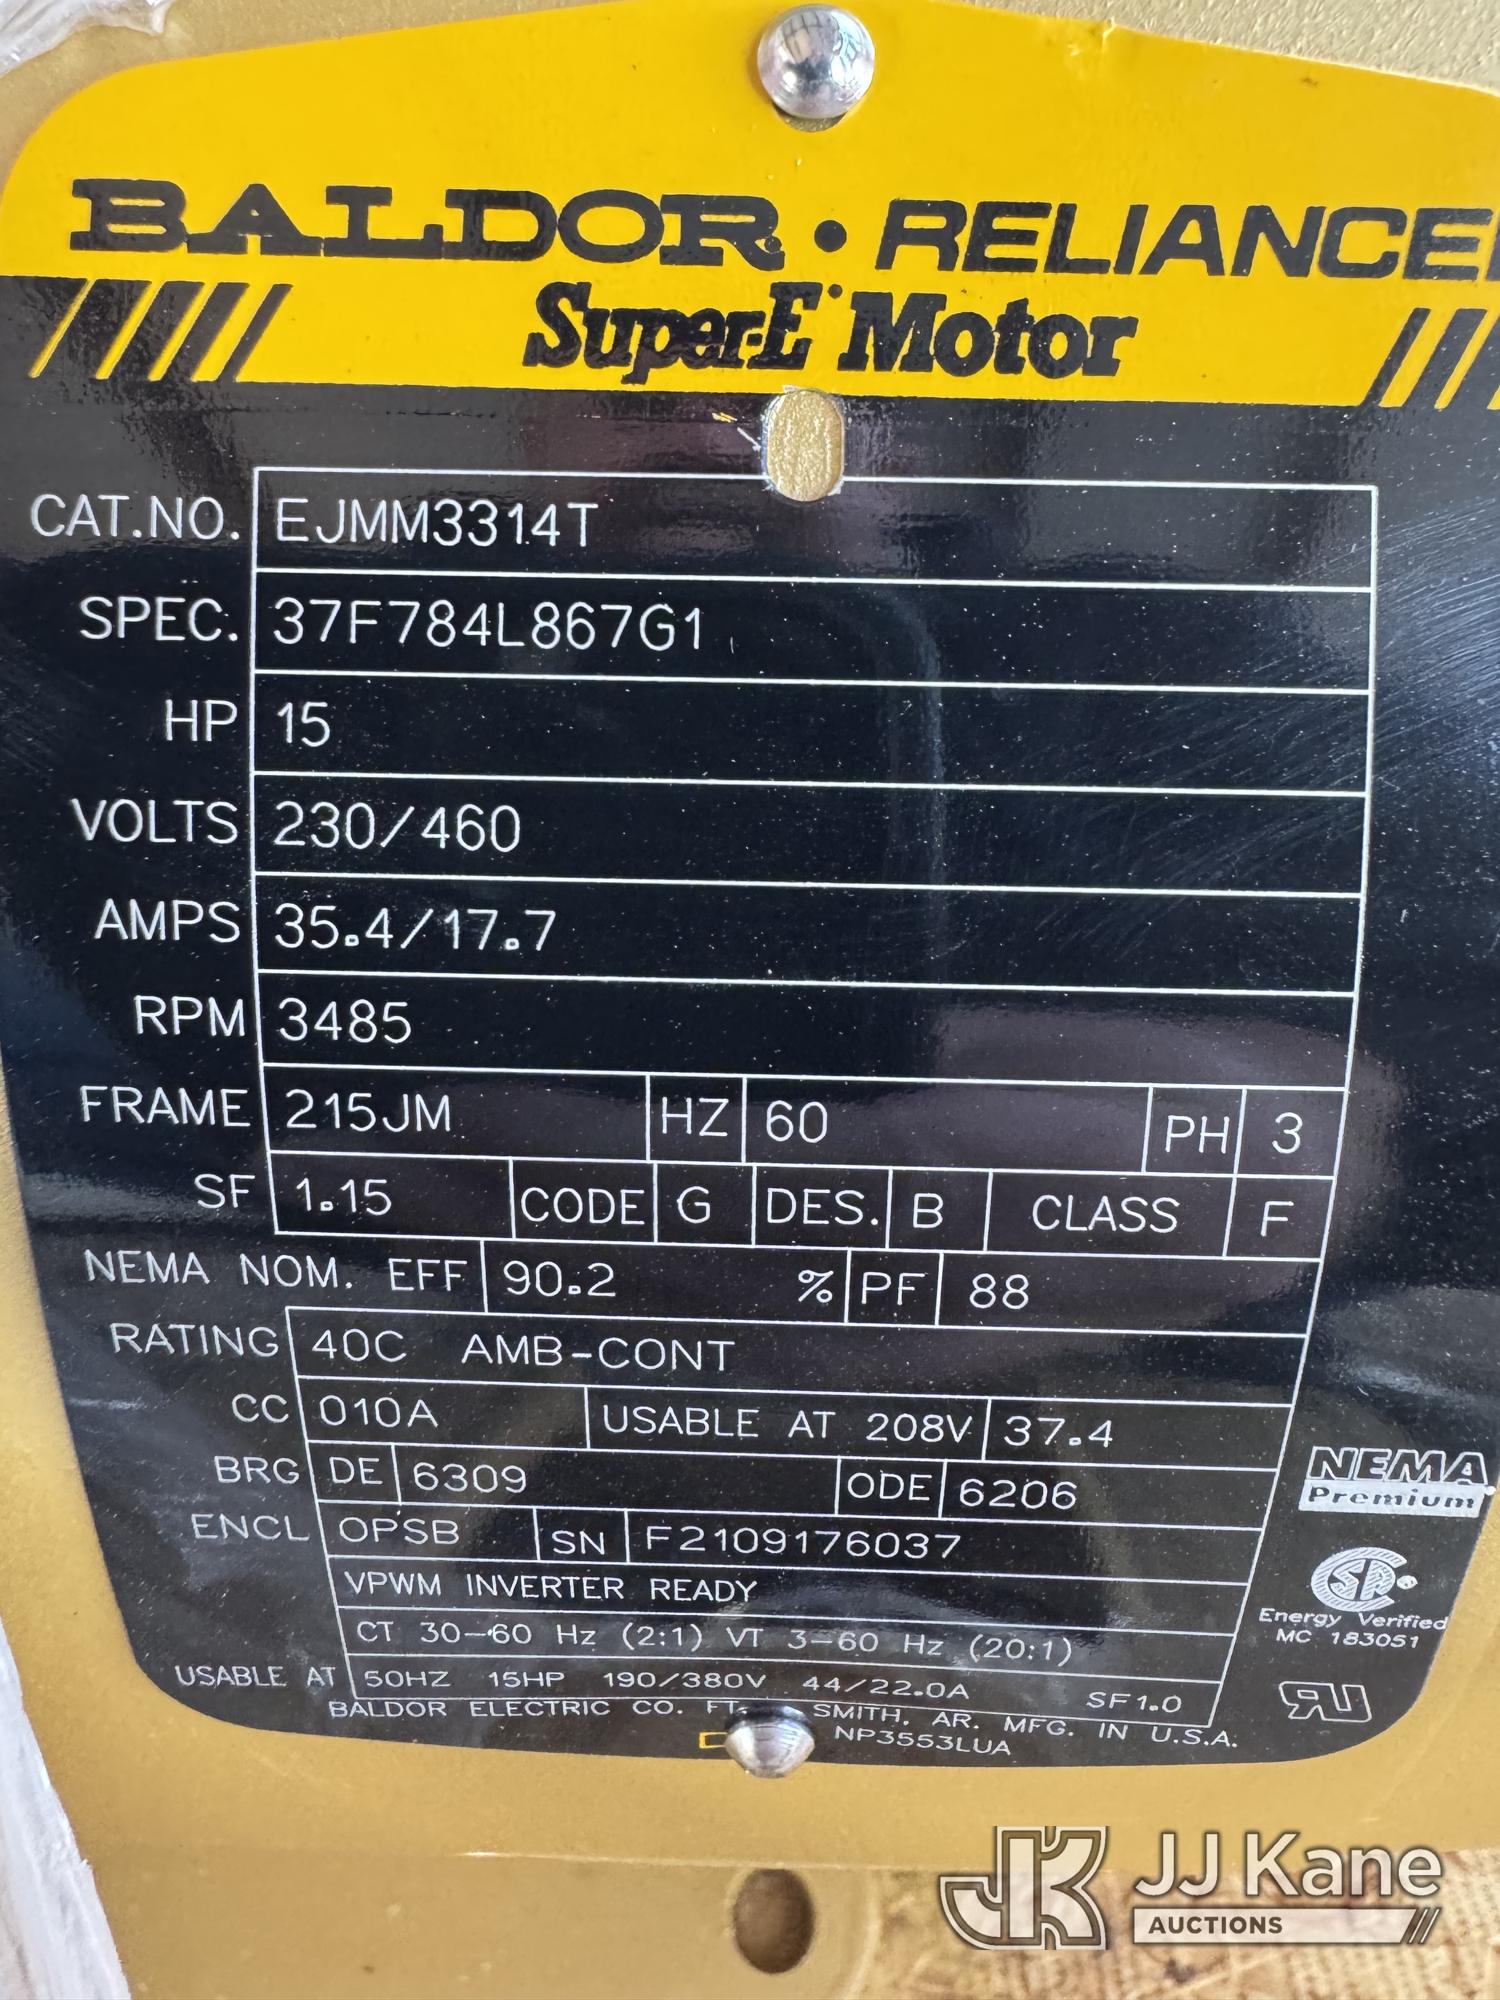 BALDOR • RELIANCE
Super-E Motor
CAT.NO. EJMM3314T
SPEC. 37F784L867G1
HP 15
VOLTS 230/460
AMPS 35.4/17.7
RPM 3485
FRAME 215JM HZ 60 PH 3
SF 1.15 CODE G DES. B CLASS F
NEMA NOM. EFF 90.2 % PF 88
RATING 40C AMB-CONT
CC 010A USABLE AT 208V 37.4
BRG DE 6309 ODE 6206
ENCL OPSB SN F2109176037
VPWM INVERTER READY
CT 30-60 Hz (2:1) VT 3-60 Hz (20:1)
USABLE AT 50HZ 15HP 190/380V 44/22.0A SF1.0
BALDOR ELECTRIC CO. FT. SMITH, AR. MFG. IN U.S.A.
NP3553LUA
NEMA
Premium
Energy Verified
MC 183051
JJ Kane
AUCTIONS